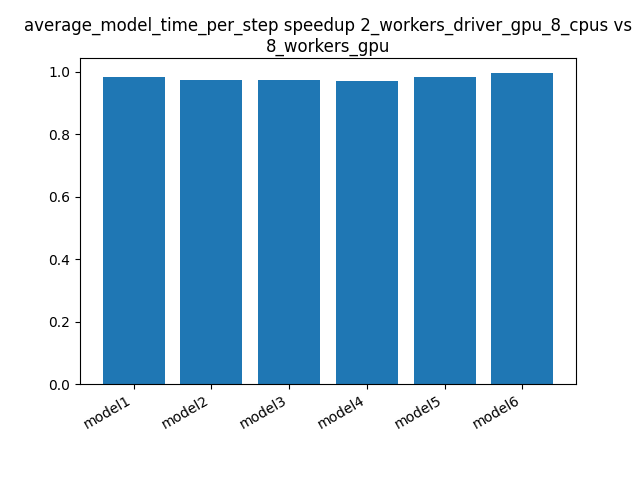 average_model_time_per_step speedup 2_workers_driver_gpu_8_cpus vs
8_workers_gpu
1.0
0.8
0.6
0.4
0.2
0.0
model1
model2
model3
model4
model5
model6